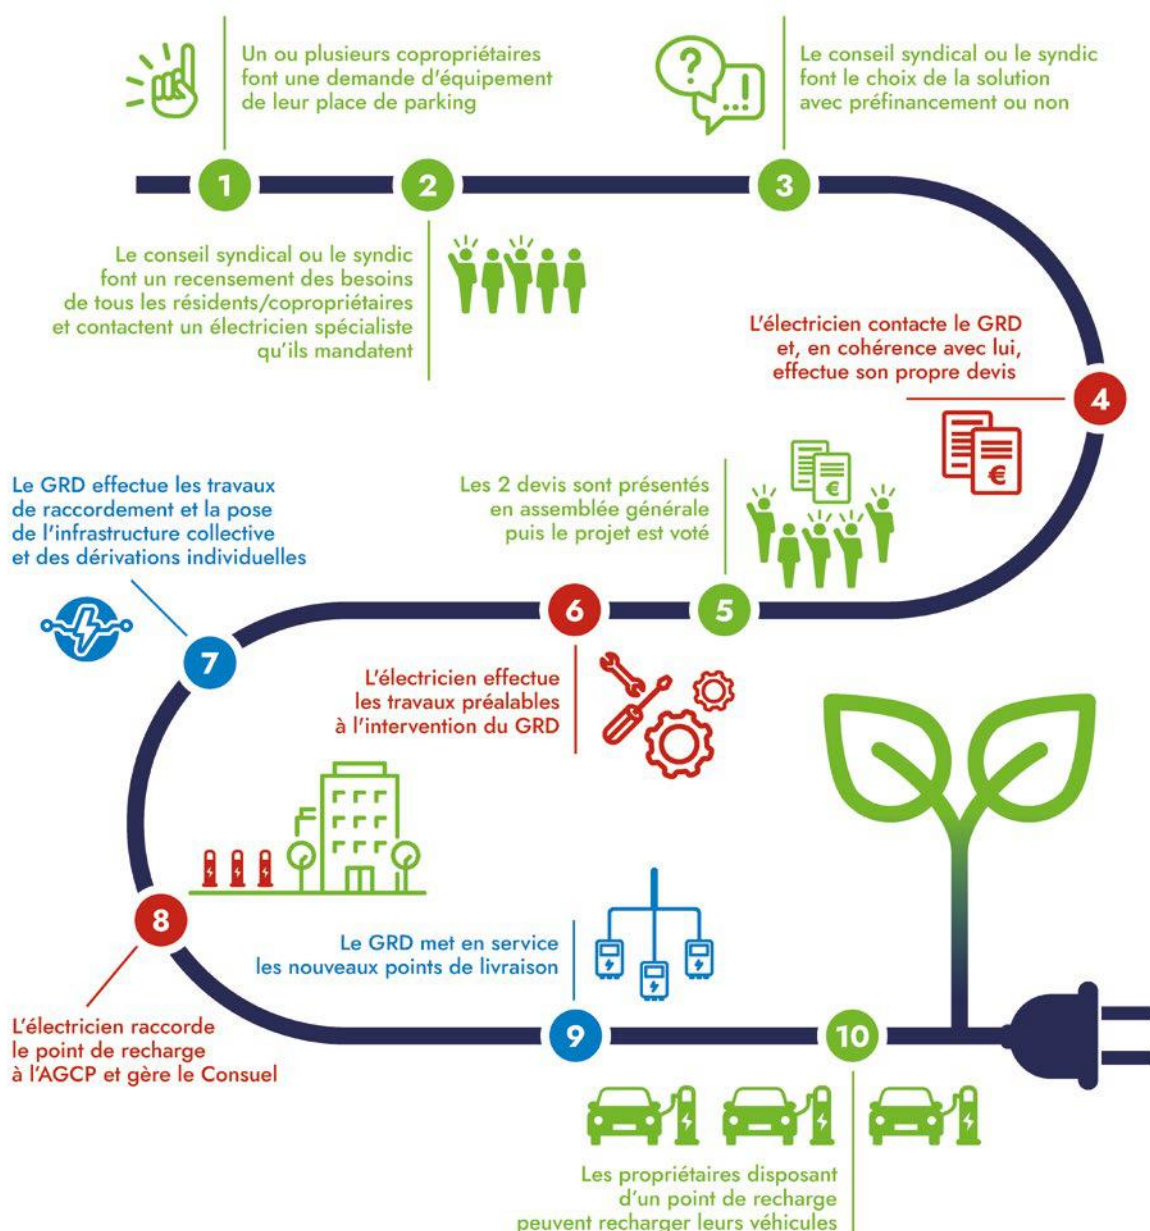 Un ou plusieurs copropriétaires
font une demande d'équipement
de leur place de parking
Le conseil syndical ou le syndic
font le choix de la solution
avec préfinancement ou non
?
!
...
1
2
3
Le conseil syndical ou le syndic
font un recensement des besoins
de tous les résidents/copropriétaires
et contactent un électricien spécialiste
qu'ils mandatent
L'électricien contacte le GRD
et, en cohérence avec lui,
effectue son propre devis
4
€
Les 2 devis sont présentés
en assemblée générale
puis le projet est voté
€
5
6
L'électricien effectue
les travaux préalables
à l'intervention du GRD
Le GRD effectue les travaux
de raccordement et la pose
de l'infrastructure collective
et des dérivations individuelles
7
8
L'électricien raccorde
le point de recharge
à l'AGCP et gère le Consuel
Le GRD met en service
les nouveaux points de livraison
9
10
Les propriétaires disposant
d'un point de recharge
peuvent recharger leurs véhicules